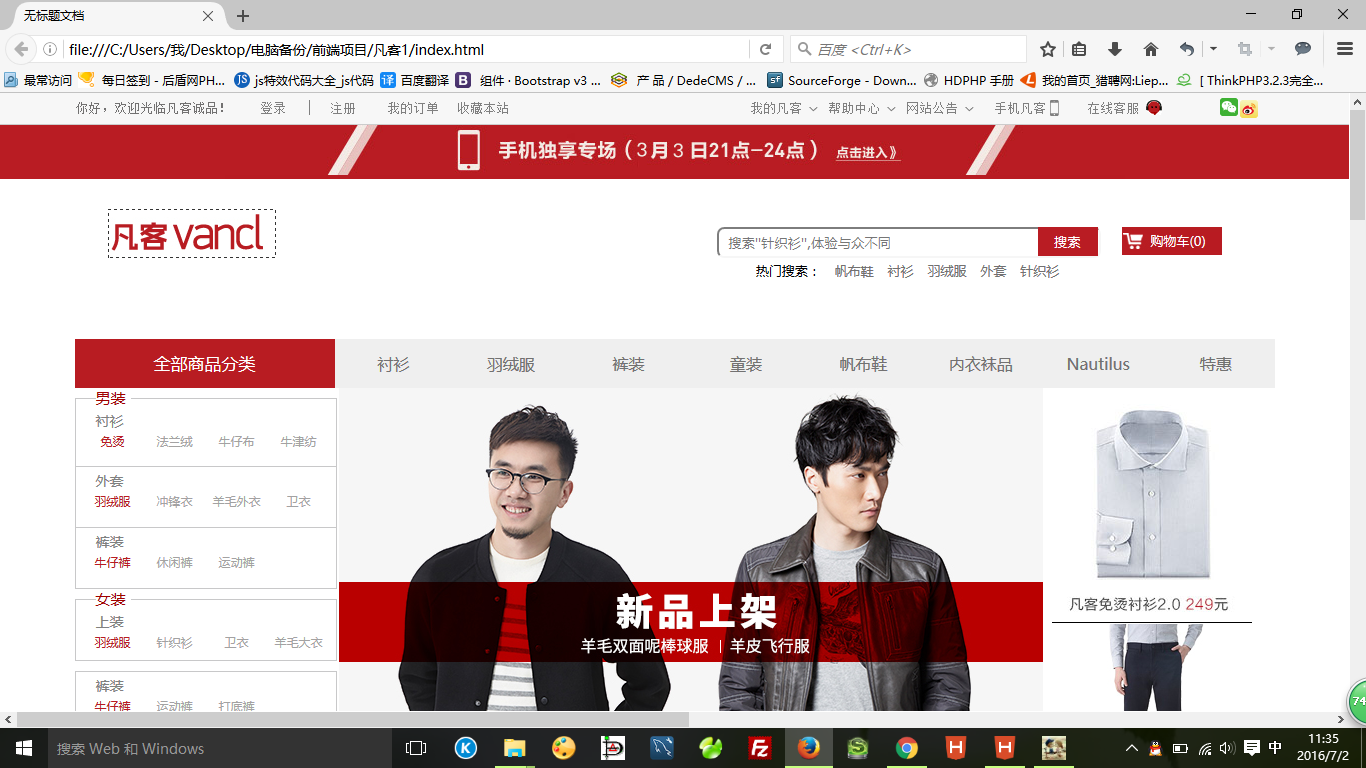 无标题文档
file:///C:/Users/我/Desktop/电脑备份/前端项目/凡客1/index.html
百度 <Ctrl+K>
最常访问 每日签到 - 后盾网PH... js特效代码大全_js代码 百度翻译 组件 · Bootstrap v3 ... 产 品 / DedeCMS / ... SourceForge - Down... HDPHP 手册 我的首页_猎聘网:Liep... [ ThinkPHP3.2.3完全...
你好，欢迎光临凡客诚品！ 登录 | 注册 我的订单 收藏本站 我的凡客 帮助中心 网站公告 手机凡客 在线客服
手机独享专场（3月3日21点—24点） 点击进入》
凡客 vancl
搜索"针织衫",体验与众不同 搜索 购物车(0)
热门搜索： 帆布鞋 衬衫 羽绒服 外套 针织衫
全部商品分类 衬衫 羽绒服 裤装 童装 帆布鞋 内衣袜品 Nautilus 特惠
男装
衬衫
免烫 法兰绒 牛仔布 牛津纺
外套
羽绒服 冲锋衣 羊毛外衣 卫衣
裤装
牛仔裤 休闲裤 运动裤
女装
上装
羽绒服 针织衫 卫衣 羊毛大衣
裤装
牛仔裤 运动裤 打底裤
新品上架
羊毛双面呢棒球服 | 羊皮飞行服
凡客免烫衬衫2.0 249元
74
搜索 Web 和 Windows
中
11:35
2016/7/2